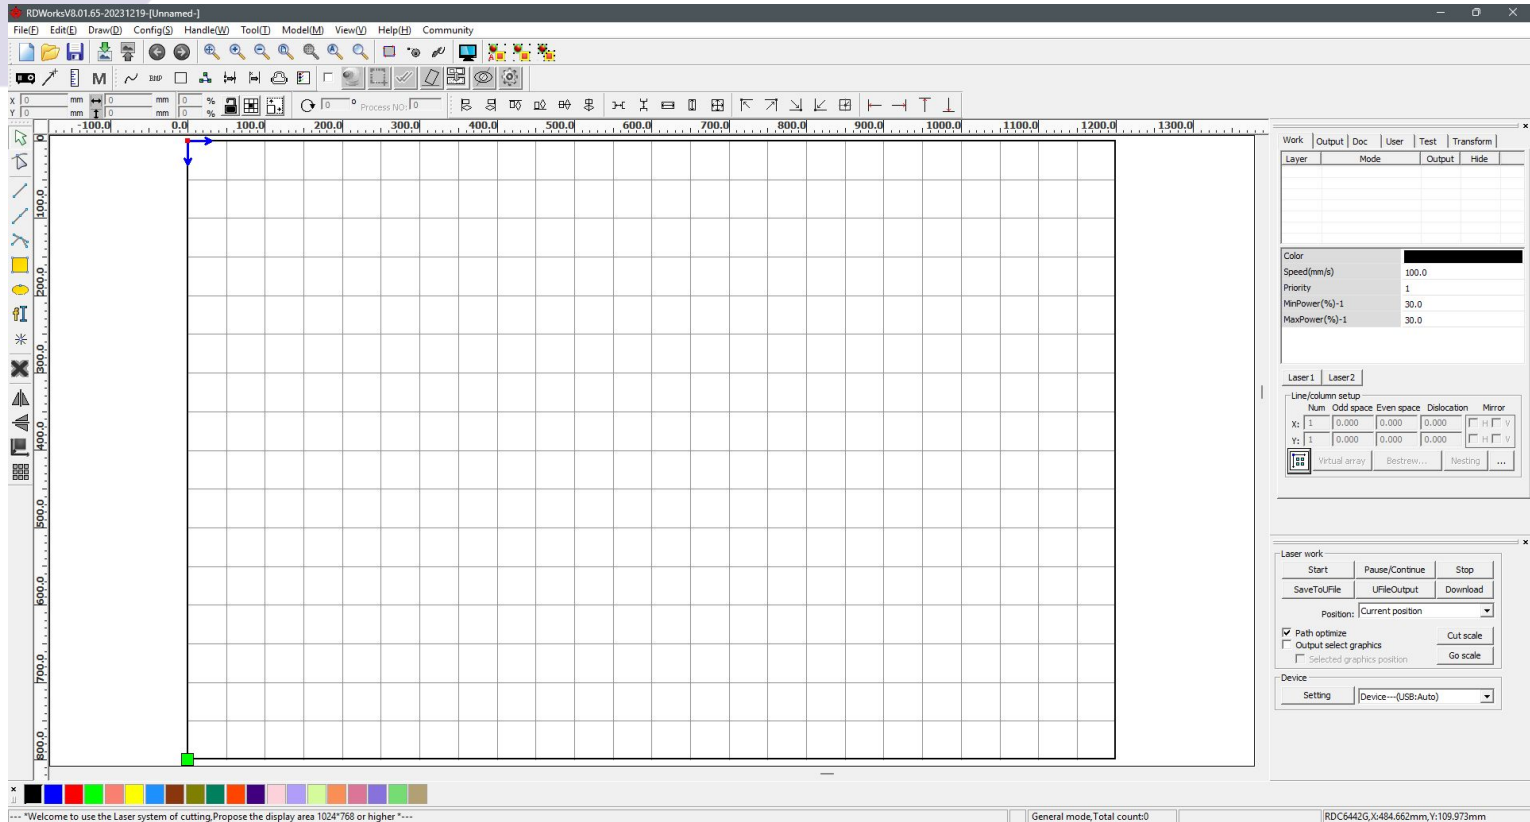 RDWorksV8.01.65-20231219-[Unnamed-]
File(F) Edit(E) Draw(D) Config(S) Handle(W) Tool(T) Model(M) View(V) Help(H) Community
M BMP
X 0 mm 0 mm 0 % 0 ° Process NO: 0
Y 0 mm 0 mm 0 %
-100.0 0.0 100.0 200.0 300.0 400.0 500.0 600.0 700.0 800.0 900.0 1000.0 1100.0 1200.0 1300.0
0
100.0
200.0
300.0
400.0
500.0
600.0
700.0
800.0
Work Output Doc User Test Transform
Layer Mode Output Hide
Color
Speed(mm/s) 100.0
Priority 1
MinPower(%)-1 30.0
MaxPower(%)-1 30.0
Laser1 Laser2
Line/column setup
Num Odd space Even space Dislocation Mirror
X: 1 0.000 0.000 0.000 H V
Y: 1 0.000 0.000 0.000 H V
Virtual array Bestrew... Nesting ...
Laser work
Start Pause/Continue Stop
SaveToUFile UFileOutput Download
Position: Current position
Path optimize Cut scale
Output select graphics
Selected graphics position Go scale
Device
Setting Device---(USB:Auto)
--- *Welcome to use the Laser system of cutting,Propose the display area 1024*768 or higher *--- General mode,Total count:0 RDC6442G,X:484.662mm,Y:109.973mm